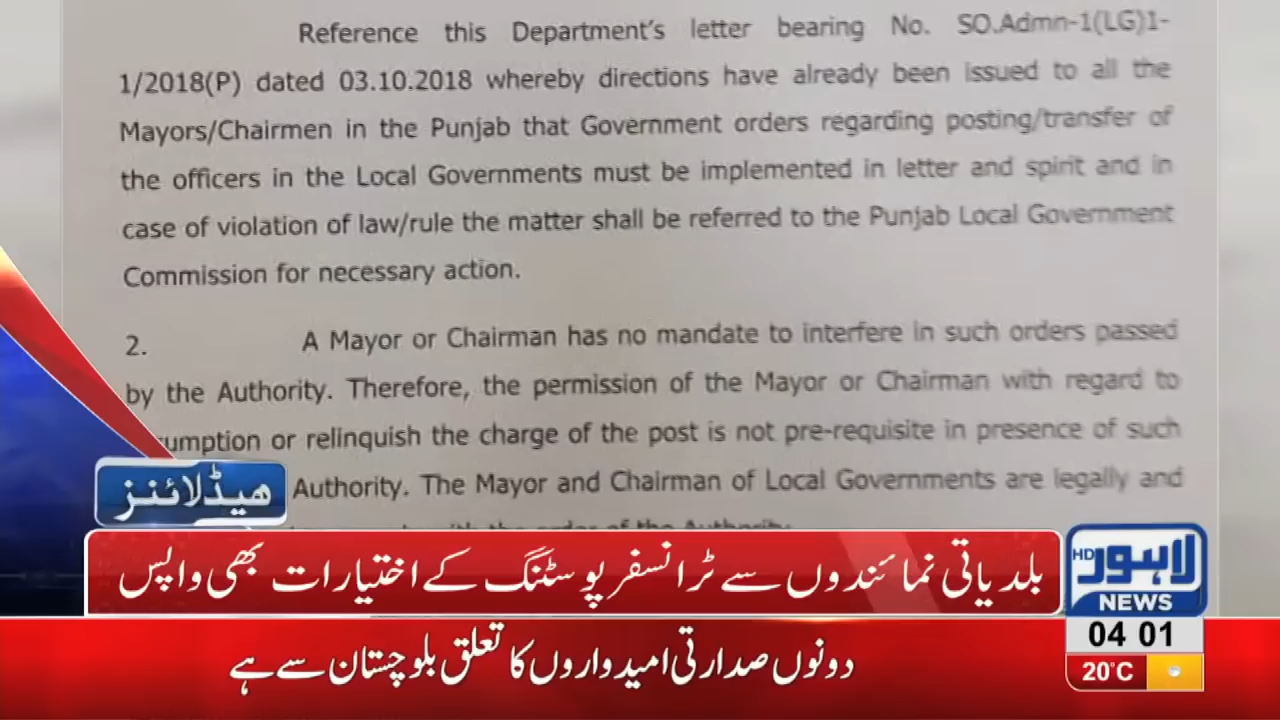 Reference this Department's letter bearing No. SO.Admn-1(LG)1-
1/2018(P) dated 03.10.2018 whereby directions have already been issued to all the
Mayors/Chairmen in the Punjab that Government orders regarding posting/transfer of
the officers in the Local Governments must be implemented in letter and spirit and in
case of violation of law/rule the matter shall be referred to the Punjab Local Government
Commission for necessary action.
2. A Mayor or Chairman has no mandate to interfere in such orders passed
by the Authority. Therefore, the permission of the Mayor or Chairman with regard to
umption or relinquish the charge of the post is not pre-requisite in presence of such
Authority. The Mayor and Chairman of Local Governments are legally and
with the order of the Authority.
ھیڈلائنز
بلدیاتی نمائندوں سے ٹرانسفر پوسٹنگ کے اختیارات بھی واپس
HD لاہور
NEWS
04 01
20°C
دونوں صدارتی امیدواروں کا تعلق بلوچستان سے ہے